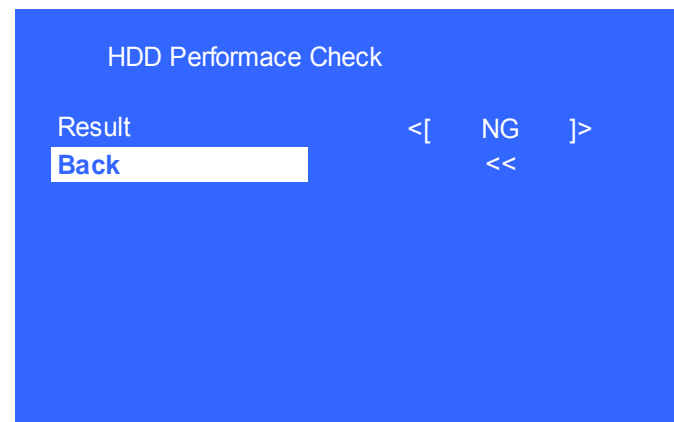 HDD Performace Check
Result <[ NG ]>
Back <<